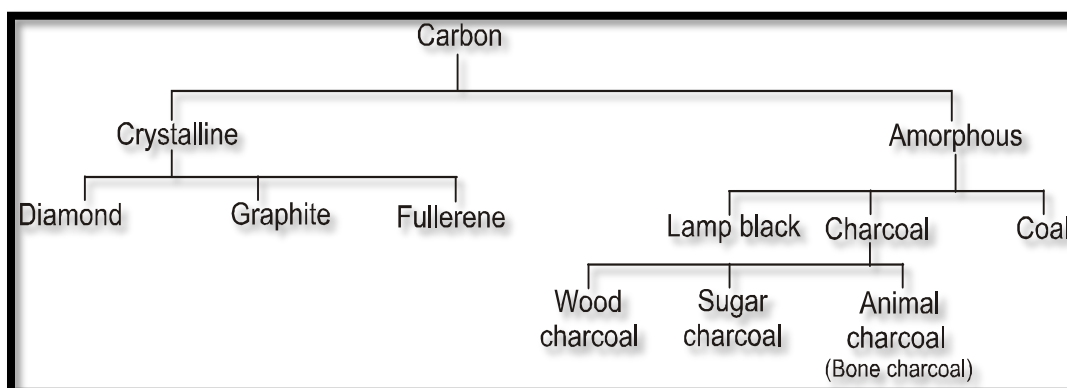 Carbon
Crystalline
Amorphous
Diamond
Graphite
Fullerene
Lamp black
Charcoal
Coal
Wood
charcoal
Sugar
charcoal
Animal
charcoal
(Bone charcoal)